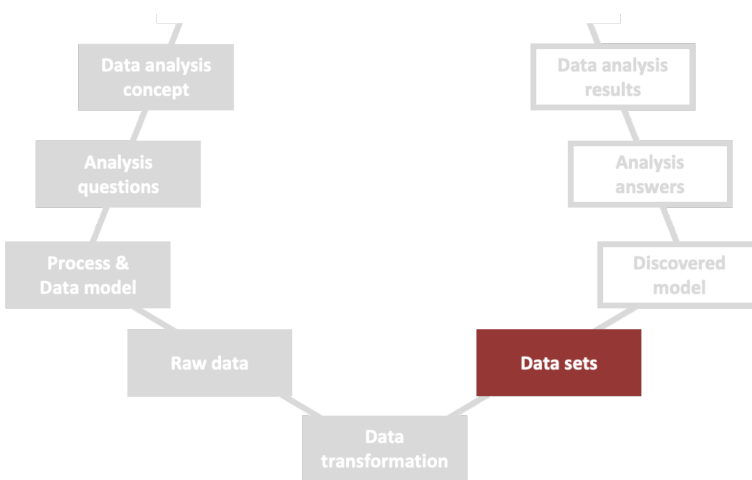 Data analysis
concept
Data analysis
results
Analysis
questions
Analysis
answers
Process &
Data model
Discovered
model
Raw data
Data sets
Data
transformation